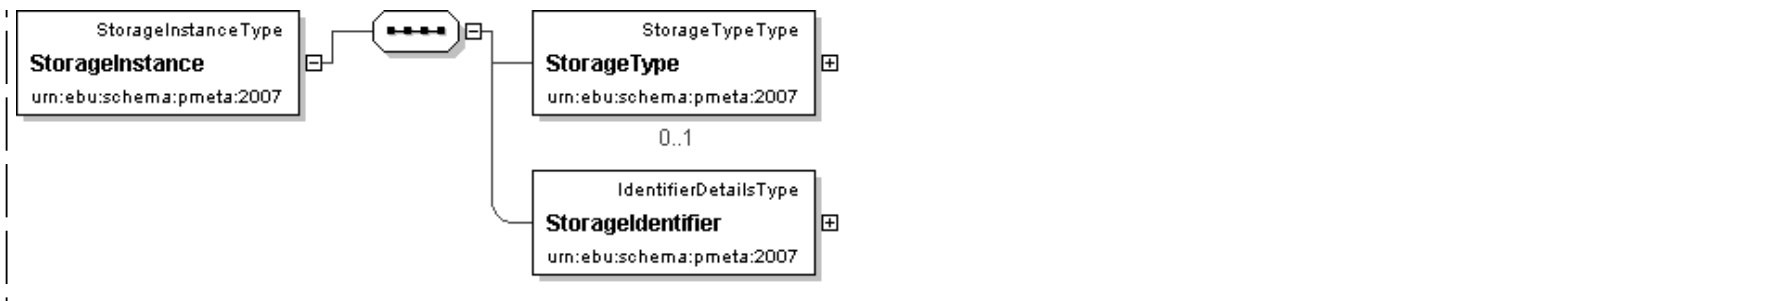 StorageInstanceType
StorageInstance
urn:ebu:schema:pmeta:2007
StorageTypeType
StorageType
urn:ebu:schema:pmeta:2007
0..1
IdentifierDetailsType
StorageIdentifier
urn:ebu:schema:pmeta:2007